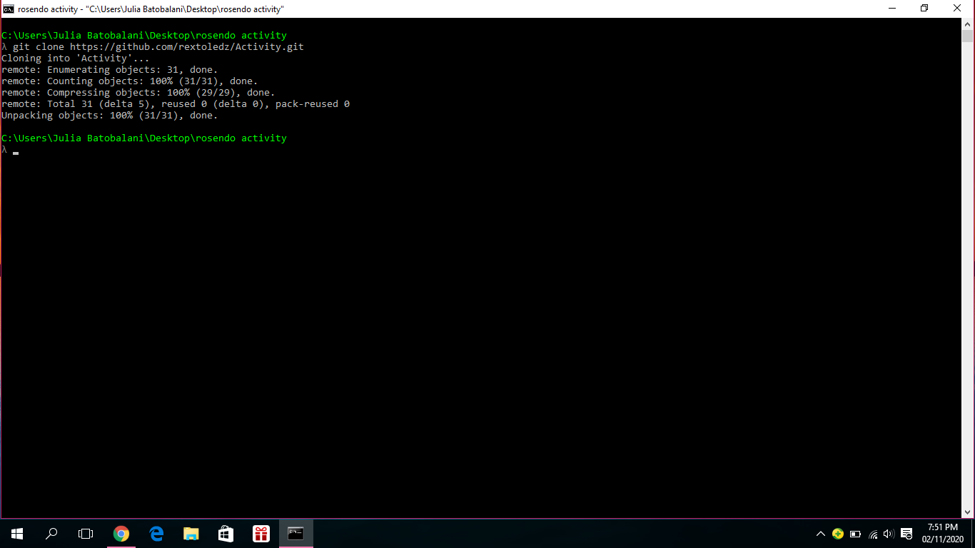 rosendo activity - "C:\Users\Julia Batobalani\Desktop\rosendo activity"
C:\Users\Julia Batobalani\Desktop\rosendo activity
λ git clone https://github.com/rextoledz/Activity.git
Cloning into 'Activity'...
remote: Enumerating objects: 31, done.
remote: Counting objects: 100% (31/31), done.
remote: Compressing objects: 100% (29/29), done.
remote: Total 31 (delta 5), reused 0 (delta 0), pack-reused 0
Unpacking objects: 100% (31/31), done.
C:\Users\Julia Batobalani\Desktop\rosendo activity
λ
7:51 PM
02/11/2020